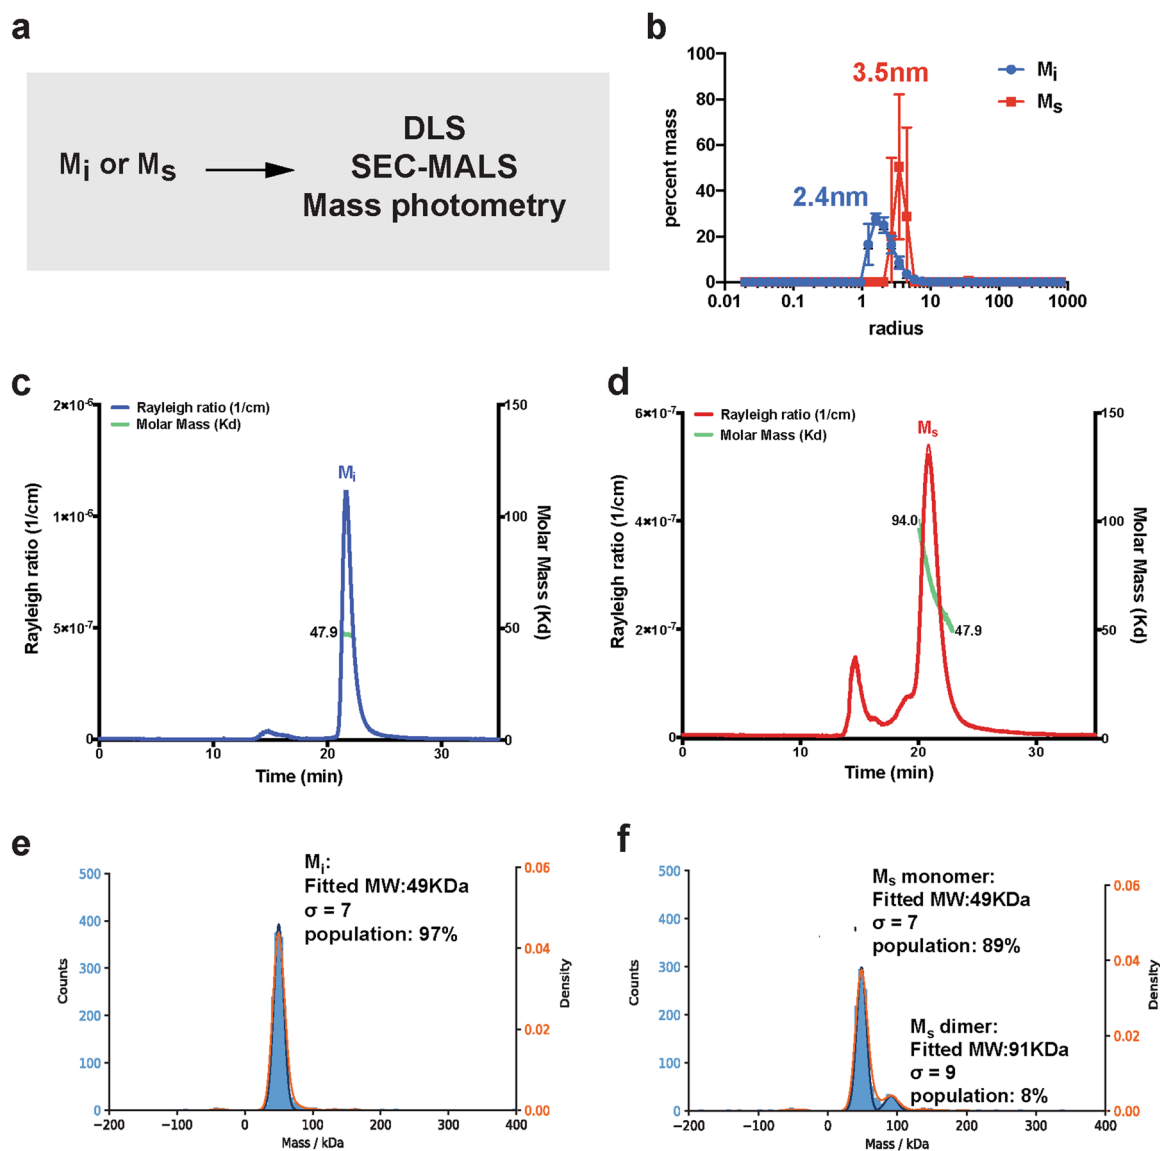 a
Mi or Ms
DLS
SEC-MALS
Mass photometry
b
100
80
60
40
20
0
percent mass
3.5nm
2.4nm
Mi
Ms
0.01 0.1 1 10 100 1000
radius
c
2×10-6
1×10-6
5×10-7
0
Rayleigh ratio (1/cm)
Rayleigh ratio (1/cm)
Molar Mass (Kd)
Mi
47.9
150
100
50
0
Molar Mass (Kd)
0 10 20 30
Time (min)
d
6×10-7
4×10-7
2×10-7
0
Rayleigh ratio (1/cm)
Rayleigh ratio (1/cm)
Molar Mass (Kd)
Ms
94.0
47.9
150
100
50
0
Molar Mass (Kd)
0 10 20 30
Time (min)
e
500
400
300
200
100
0
Counts
Mi:
Fitted MW:49KDa
σ = 7
population: 97%
0.06
0.04
0.02
0.00
Density
−200 −100 0 100 200 300 400
Mass / kDa
f
500
400
300
200
100
0
Counts
Ms monomer:
Fitted MW:49KDa
σ = 7
population: 89%
Ms dimer:
Fitted MW:91KDa
σ = 9
population: 8%
0.06
0.04
0.02
0.00
Density
−200 −100 0 100 200 300 400
Mass / kDa